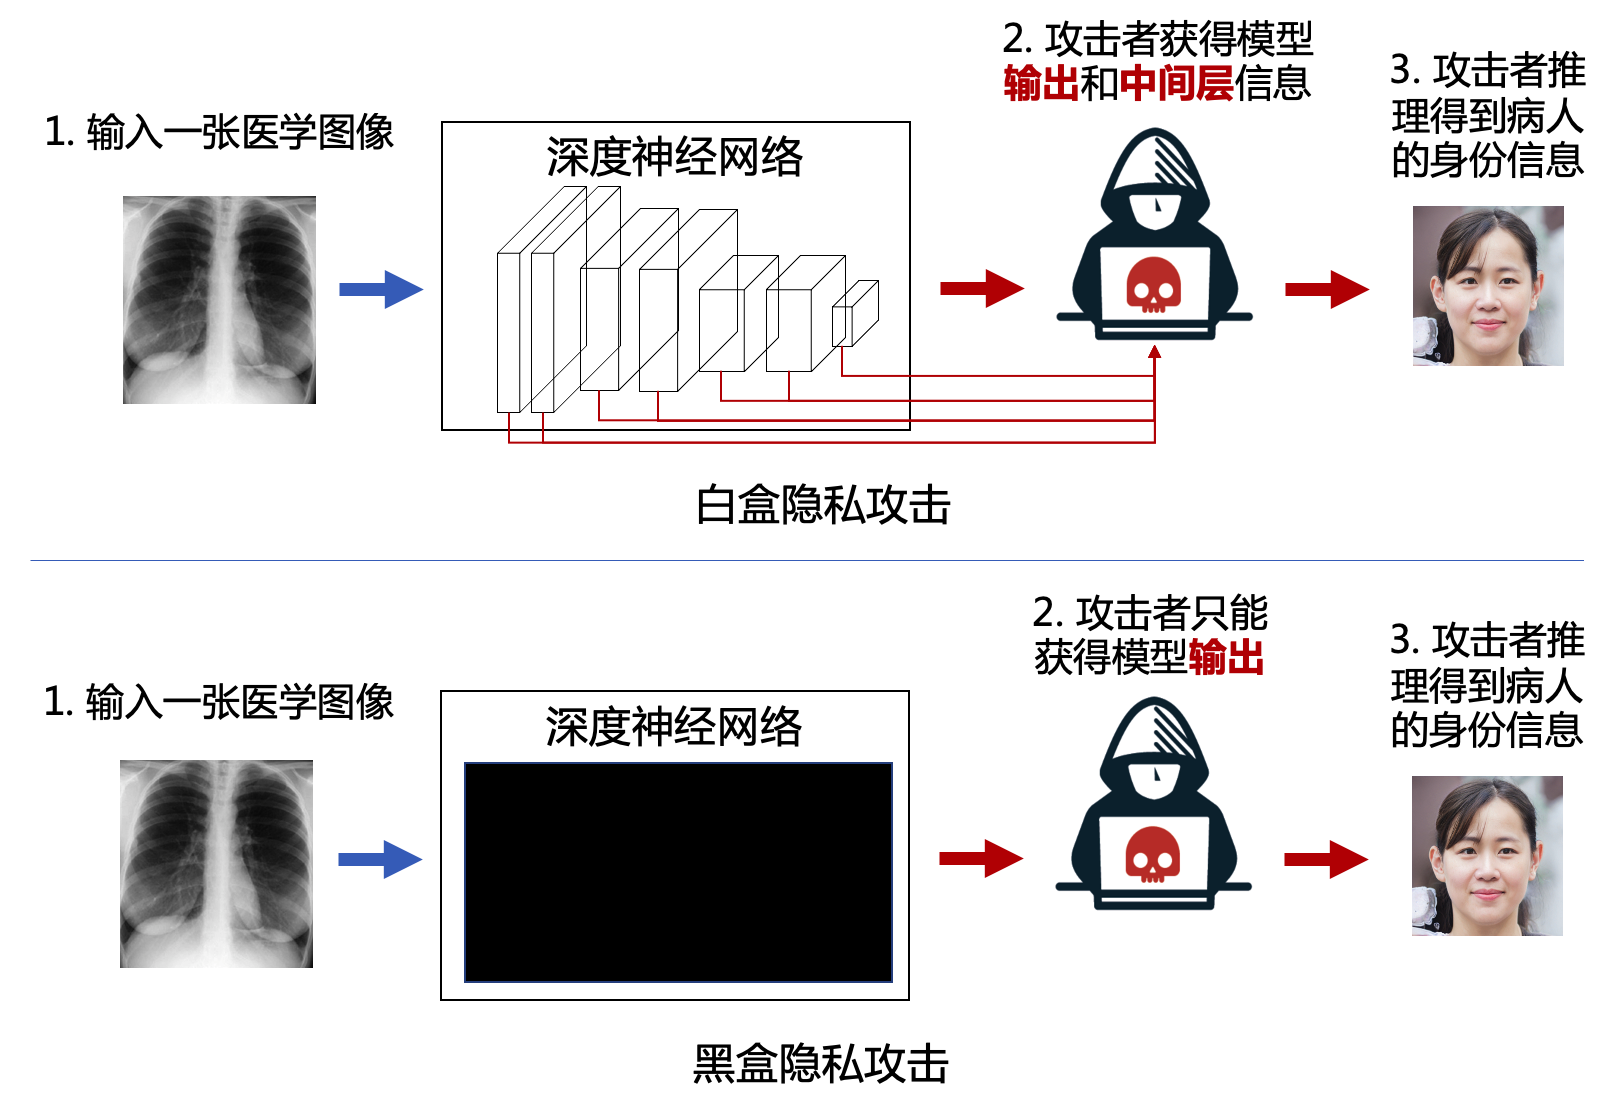 1. 输入一张医学图像
深度神经网络
2. 攻击者获得模型
输出和中间层信息
3. 攻击者推
理得到病人
的身份信息
白盒隐私攻击
1. 输入一张医学图像
深度神经网络
2. 攻击者只能
获得模型输出
3. 攻击者推
理得到病人
的身份信息
黑盒隐私攻击